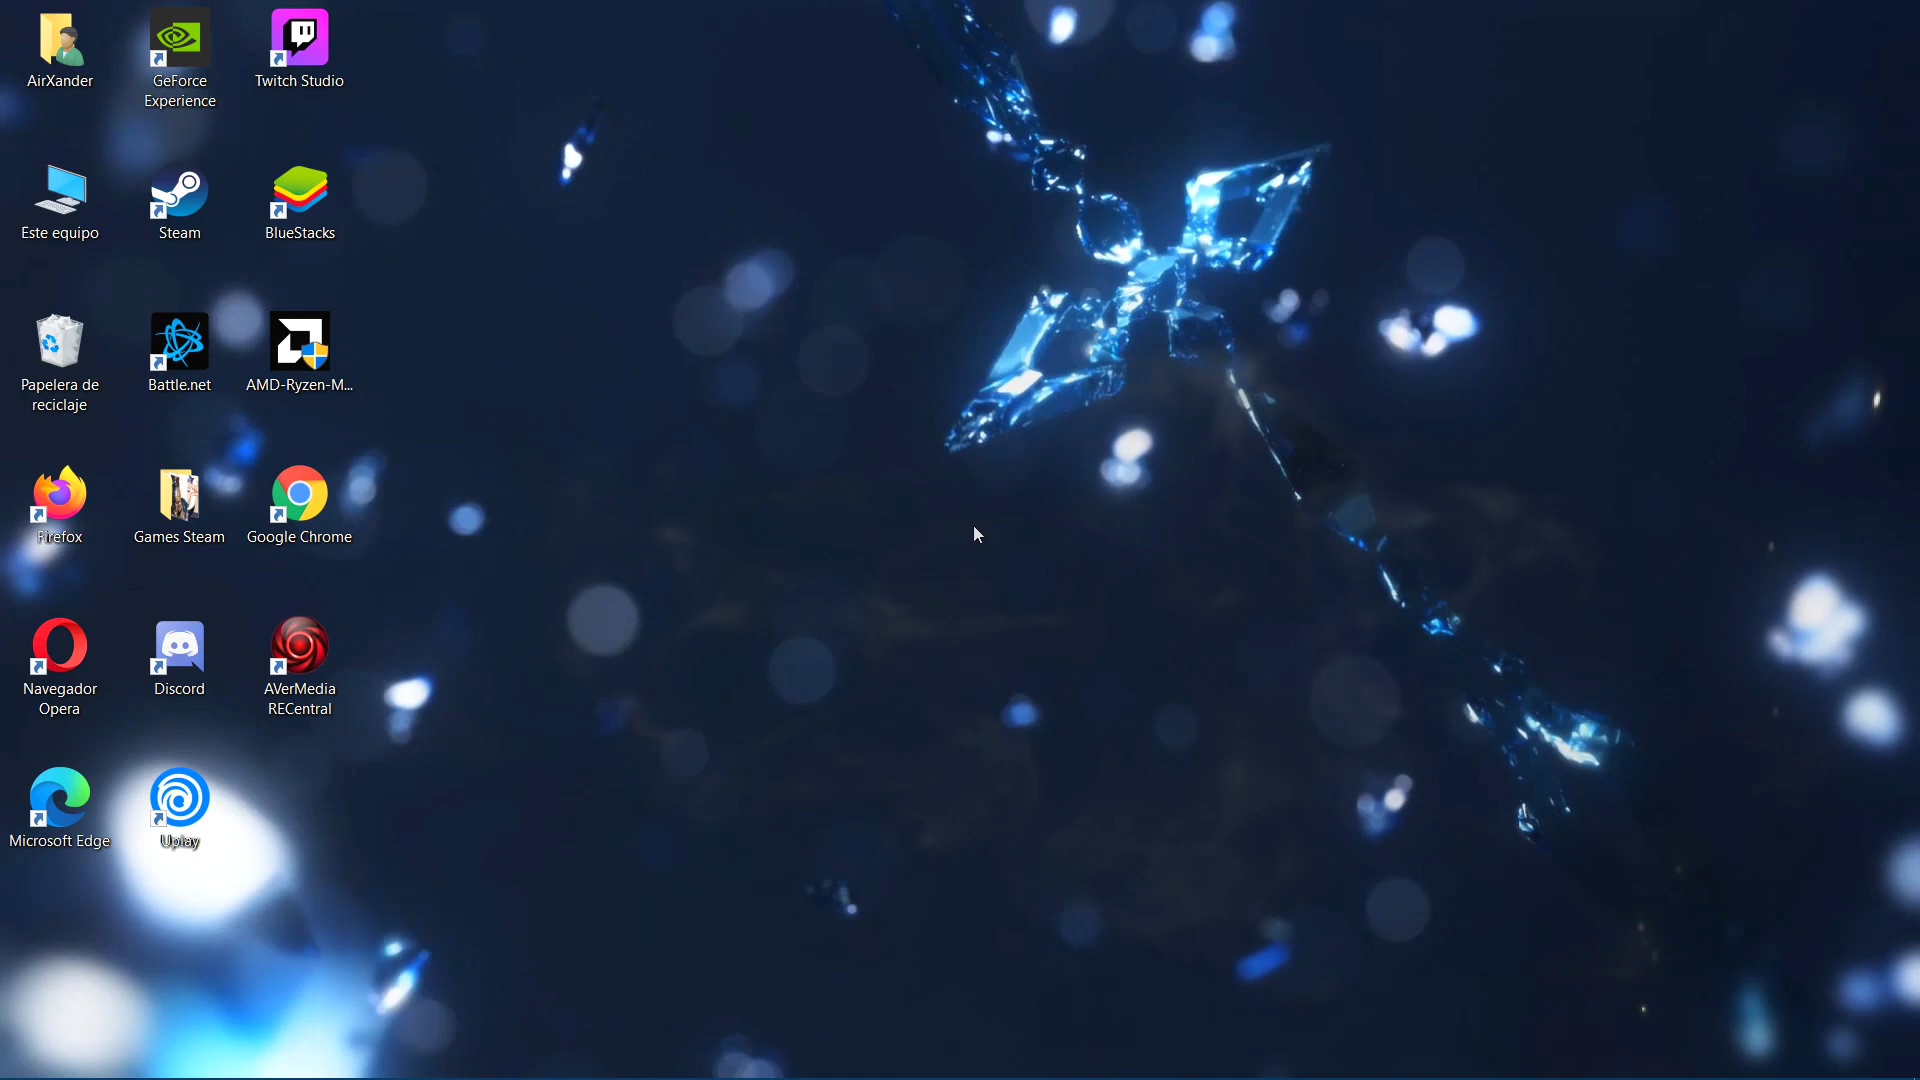 AirXander
GeForce
Experience
Twitch Studio
Este equipo
Steam
BlueStacks
Papelera de
reciclaje
Battle.net
AMD-Ryzen-M...
Firefox
Games Steam
Google Chrome
Navegador
Opera
Discord
AVerMedia
RECentral
Microsoft Edge
Uplay